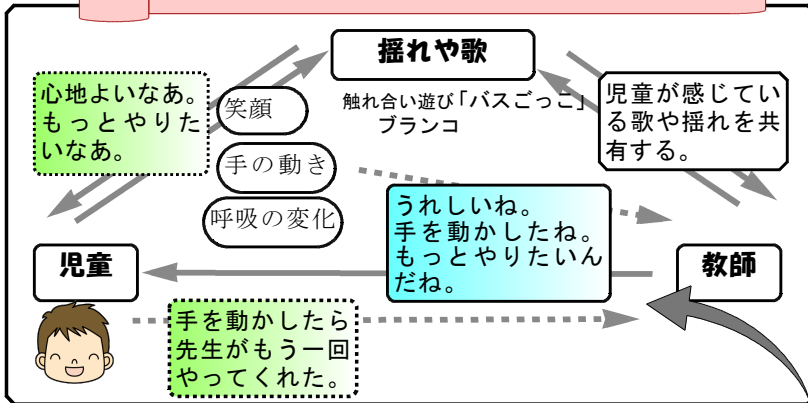 揺れや歌
心地よいなあ。
もっとやりた
いなあ。
笑顔
手の動き
呼吸の変化
触れ合い遊び「バスごっこ」
ブランコ
児童が感じてい
る歌や揺れを共
有する。
うれしいね。
手を動かしたね。
もっとやりたいん
だね。
児童
教師
手を動かしたら
先生がもう一回
やってくれた。